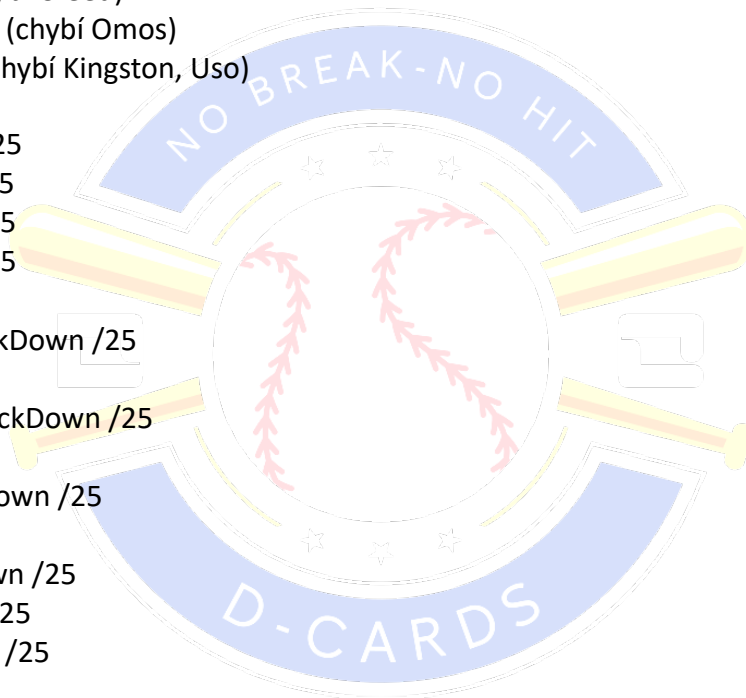 (chybí Omos)
hybí Kingston, Uso)
NO BREAK-NO HIT
25
5
5
5
kDown /25
ckDown /25
own /25
wn /25
25
/25
D-CARDS